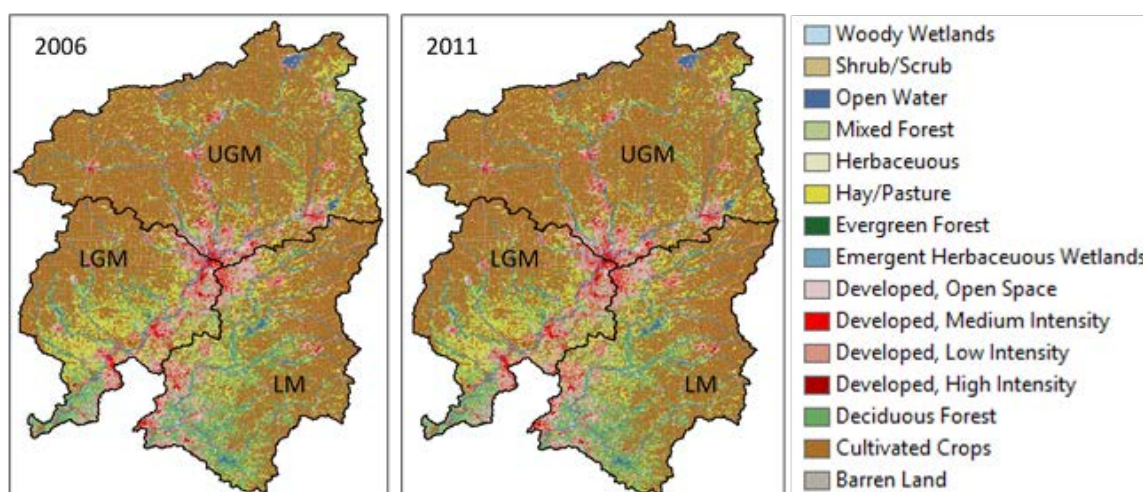 2006
UGM
LGM
LM
2011
UGM
LGM
LM
Woody Wetlands
Shrub/Scrub
Open Water
Mixed Forest
Herbaceuous
Hay/Pasture
Evergreen Forest
Emergent Herbaceuous Wetlands
Developed, Open Space
Developed, Medium Intensity
Developed, Low Intensity
Developed, High Intensity
Deciduous Forest
Cultivated Crops
Barren Land